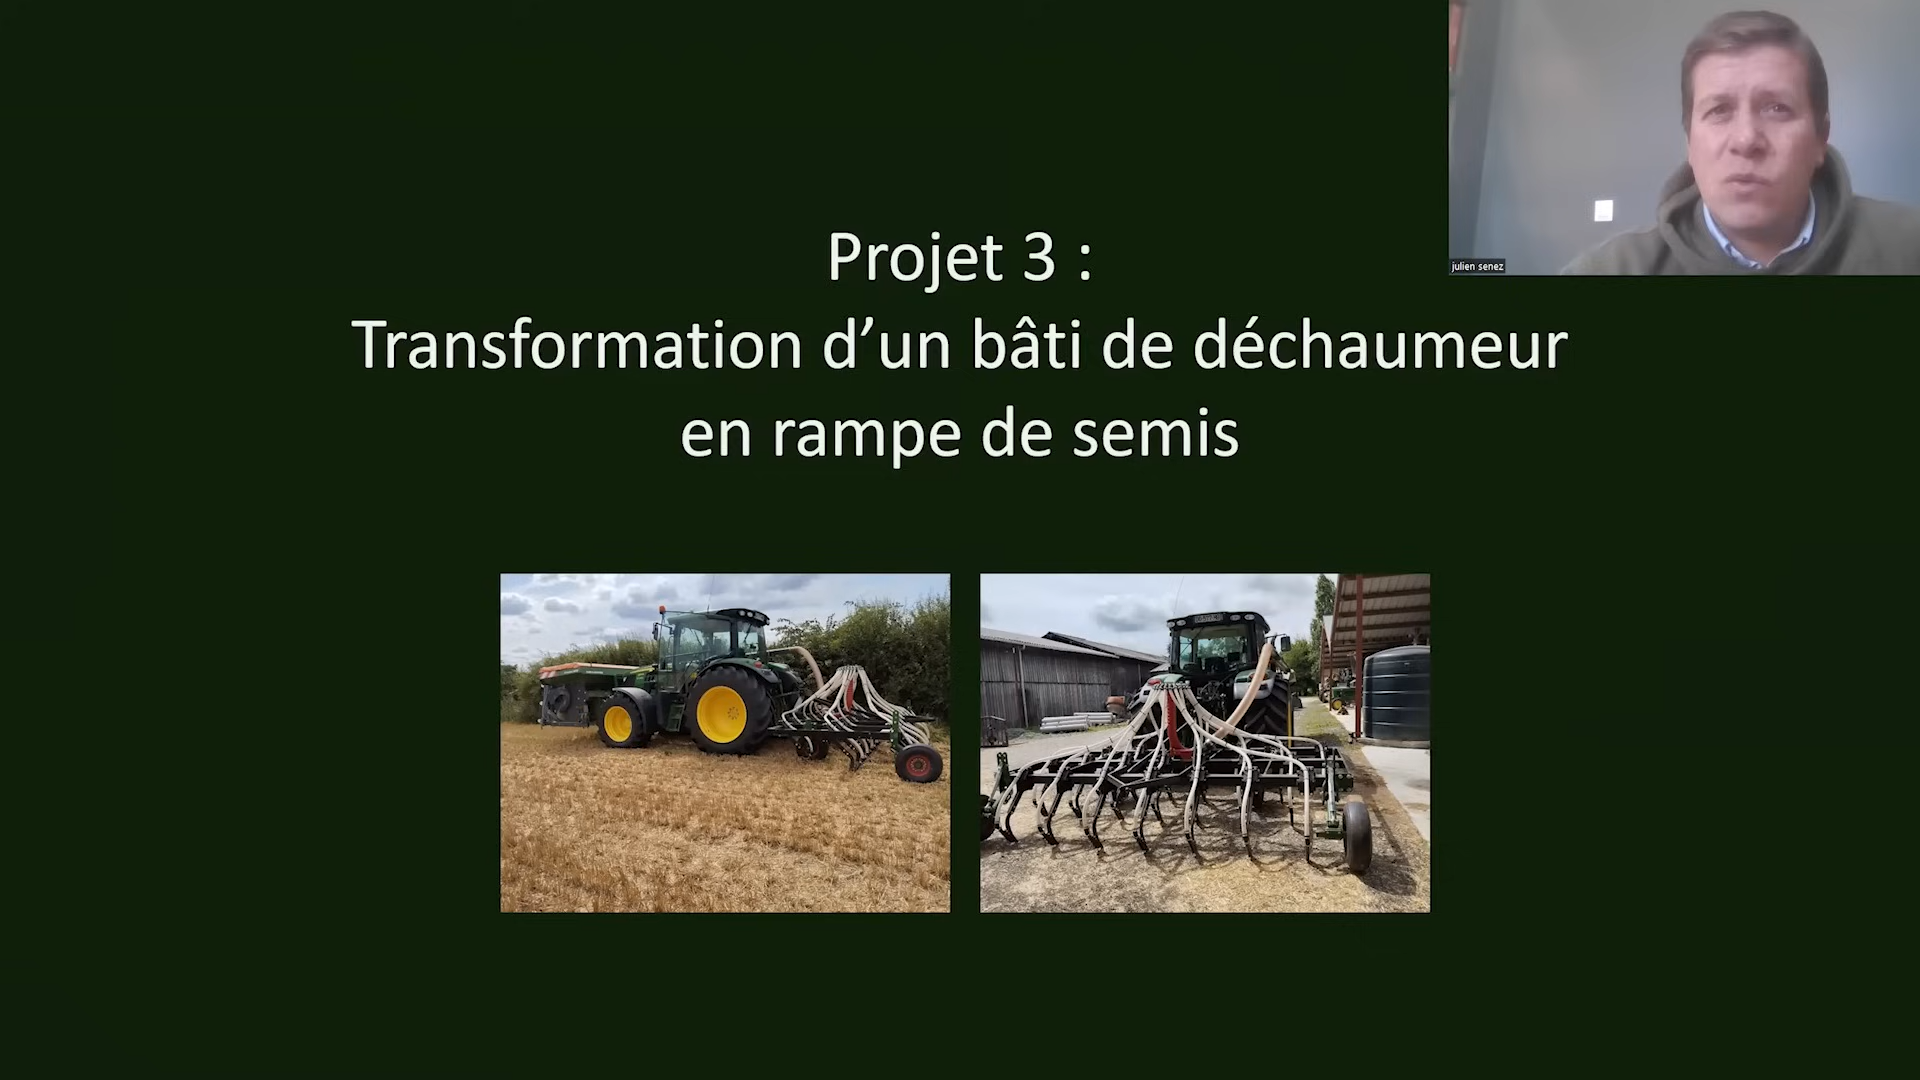 Projet 3 :
Transformation d’un bâti de déchaumeur
en rampe de semis
julien senez